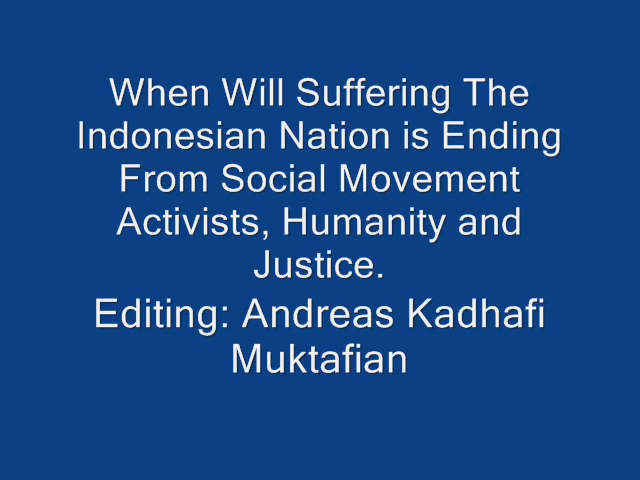 When Will Suffering The
Indonesian Nation is Ending
From Social Movement
Activists, Humanity and
Justice.
Editing: Andreas Kadhafi
Muktafian